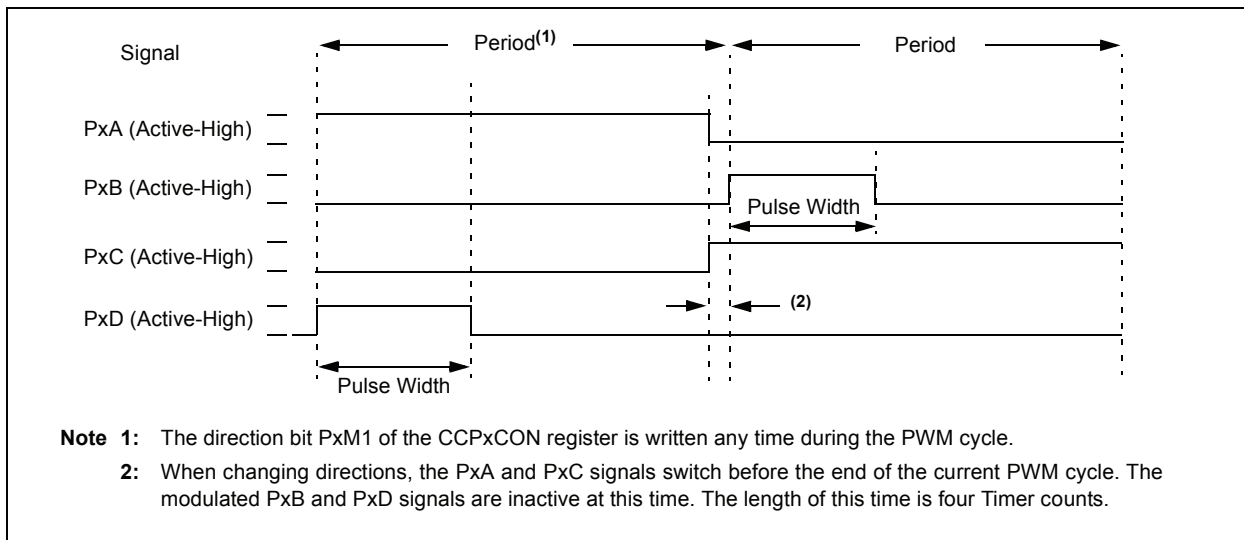 Signal
Period(1)
Period
PxA (Active-High)
PxB (Active-High)
Pulse Width
PxC (Active-High)
(2)
PxD (Active-High)
Pulse Width
Note 1: The direction bit PxM1 of the CCPxCON register is written any time during the PWM cycle.
2: When changing directions, the PxA and PxC signals switch before the end of the current PWM cycle. The
modulated PxB and PxD signals are inactive at this time. The length of this time is four Timer counts.